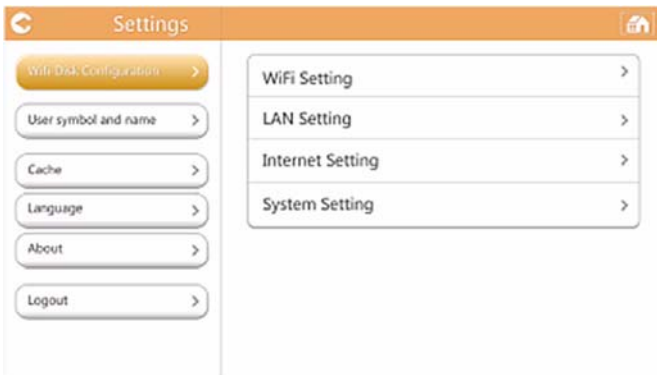 Settings
Wifi Disk Configuration
User symbol and name
Cache
Language
About
Logout
WiFi Setting
LAN Setting
Internet Setting
System Setting